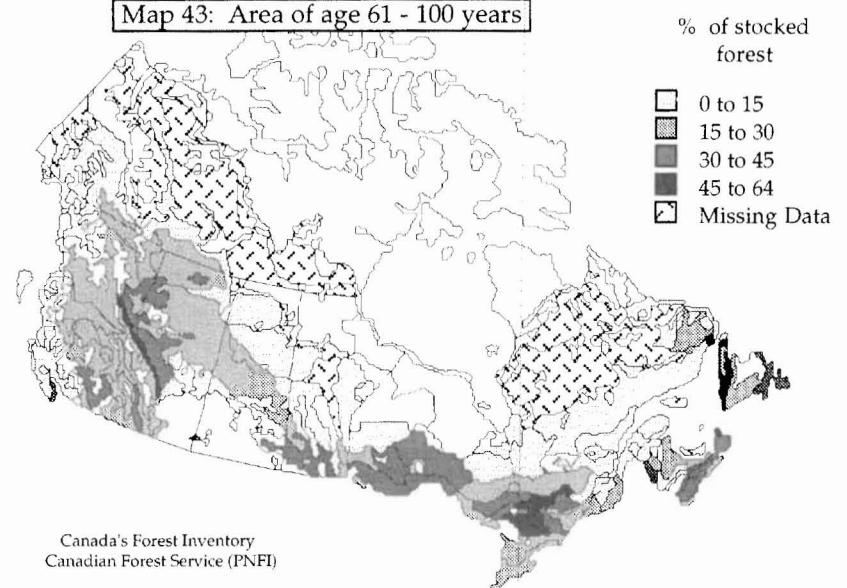 Map 43: Area of age 61 - 100 years
% of stocked
forest
0 to 15
15 to 30
30 to 45
45 to 64
Missing Data
Canada's Forest Inventory
Canadian Forest Service (PNFI)